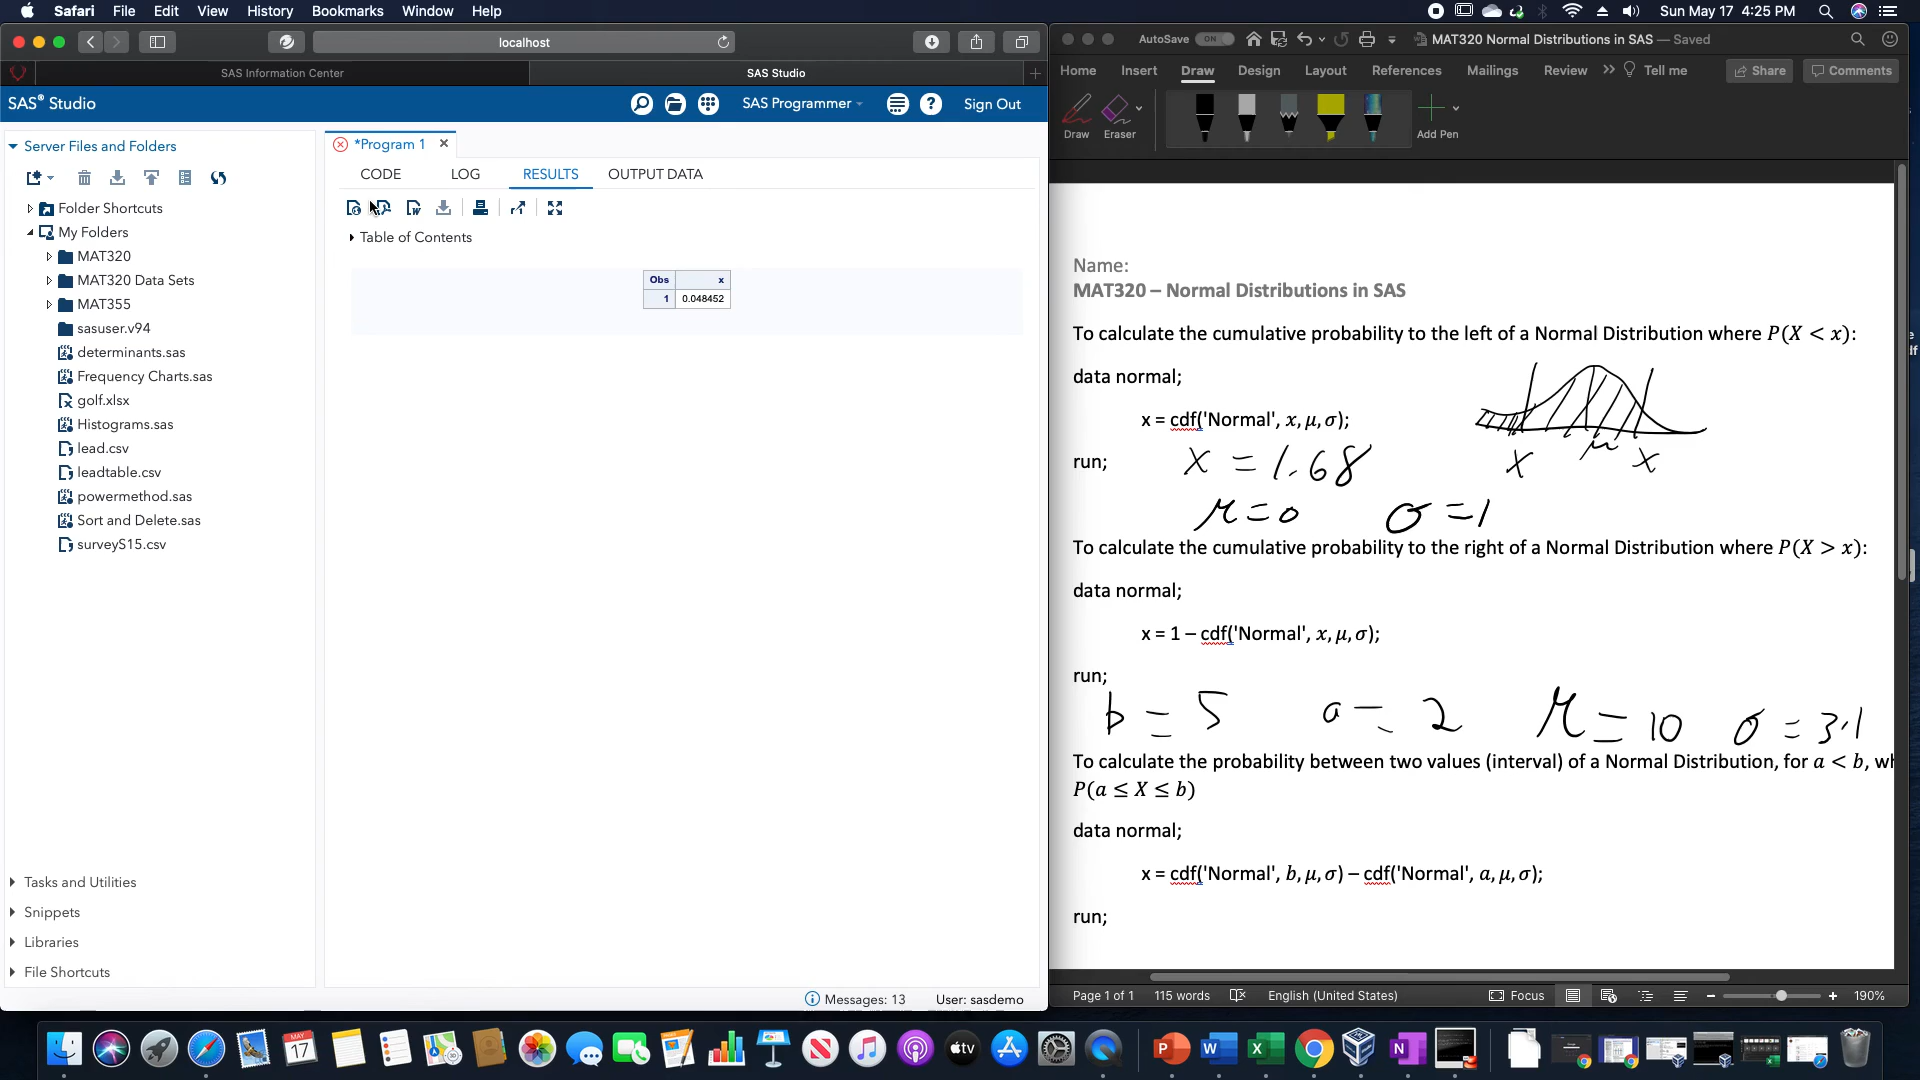 Safari File Edit View History Bookmarks Window Help
Sun May 17 4:25 PM
localhost
SAS Information Center
SAS Studio
SAS® Studio
SAS Programmer
Sign Out
Server Files and Folders
Folder Shortcuts
My Folders
MAT320
MAT320 Data Sets
MAT355
sasuser.v94
determinants.sas
Frequency Charts.sas
golf.xlsx
Histograms.sas
lead.csv
leadtable.csv
powermethod.sas
Sort and Delete.sas
surveyS15.csv
Tasks and Utilities
Snippets
Libraries
File Shortcuts
*Program 1
CODE LOG RESULTS OUTPUT DATA
Table of Contents
Obs x
1 0.048452
Messages: 13 User: sasdemo
AutoSave ON
MAT320 Normal Distributions in SAS — Saved
Home Insert Draw Design Layout References Mailings Review Tell me
Share Comments
Draw Eraser Add Pen
Name:
MAT320 – Normal Distributions in SAS
To calculate the cumulative probability to the left of a Normal Distribution where P(X < x):
data normal;
x = cdf('Normal', x, μ, σ);
run;
x = 1.68
μ x x
μ = 0 σ = 1
To calculate the cumulative probability to the right of a Normal Distribution where P(X > x):
data normal;
x = 1 – cdf('Normal', x, μ, σ);
run;
b = 5 a = 2 μ = 10 σ = 3.1
To calculate the probability between two values (interval) of a Normal Distribution, for a < b, wh
P(a ≤ X ≤ b)
data normal;
x = cdf('Normal', b, μ, σ) – cdf('Normal', a, μ, σ);
run;
Page 1 of 1 115 words English (United States) Focus 190%
MAY
17
tv